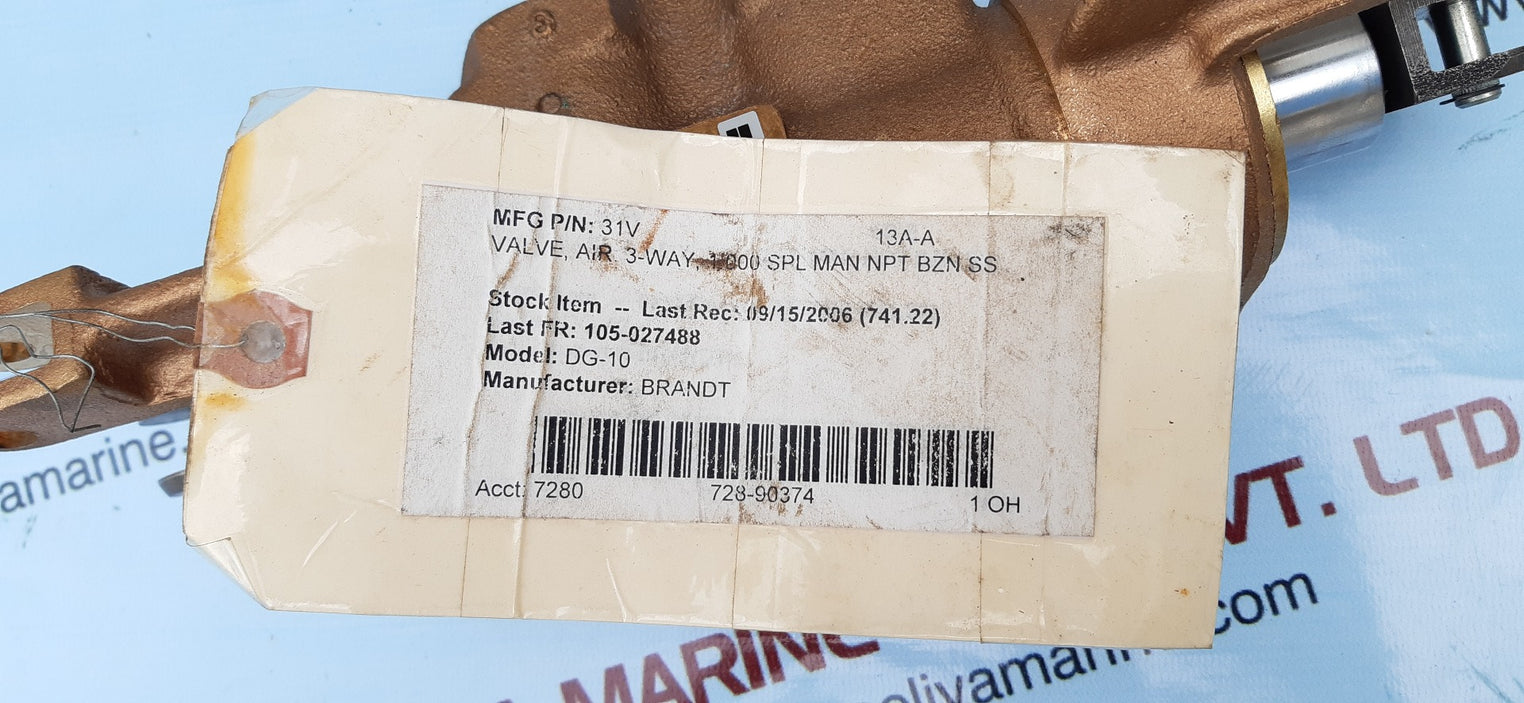 MFG P/N: 31V 13A-A
VALVE, AIR, 3-WAY, 1.000 SPL MAN NPT BZN SS
Stock Item -- Last Rec: 09/15/2006 (741.22)
Last FR: 105-027488
Model: DG-10
Manufacturer: BRANDT
Acct: 7280 728-90374 1 OH
amarine.
VT. LTD
MARINE
com